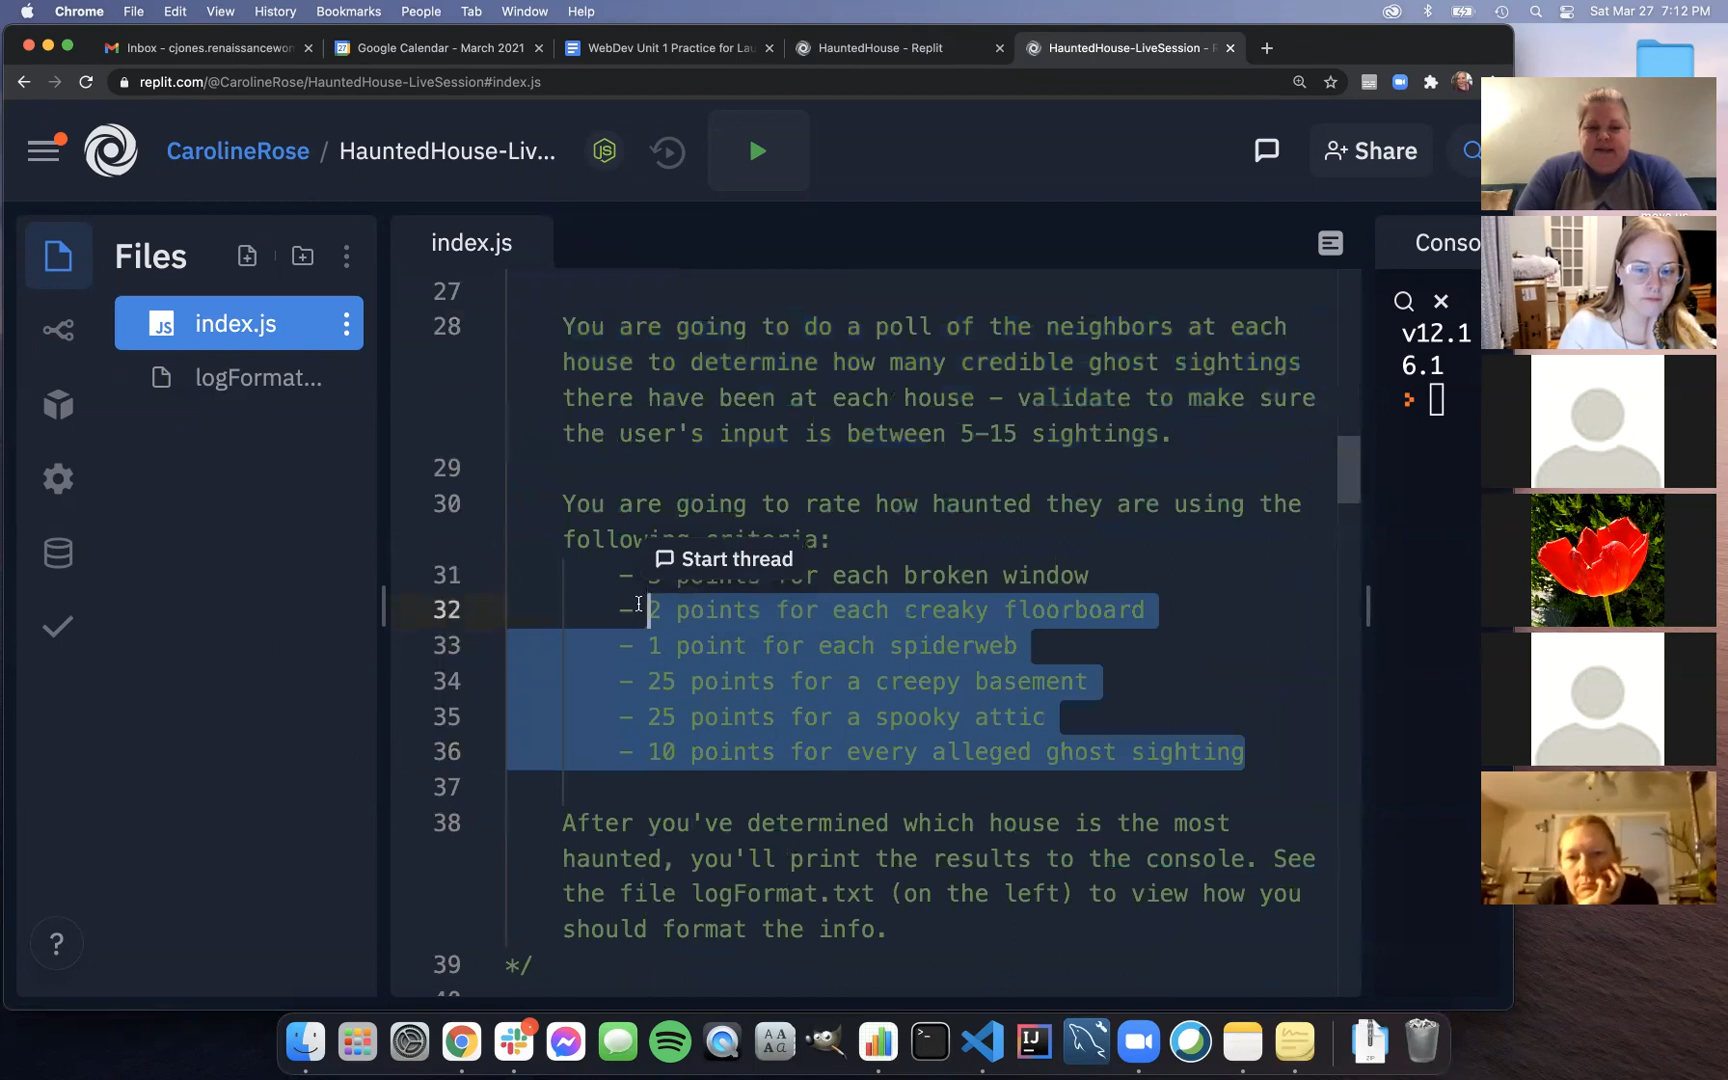 Chrome File Edit View History Bookmarks People Tab Window Help
Sat Mar 27 7:12 PM
Inbox - cjones.renaissancewon
Google Calendar - March 2021
WebDev Unit 1 Practice for Lau
HauntedHouse - Replit
HauntedHouse-LiveSession - R
replit.com/@CarolineRose/HauntedHouse-LiveSession#index.js
CarolineRose / HauntedHouse-Liv...
Share
Files
index.js
logFormat...
index.js
Conso
v12.1
6.1
27
28 You are going to do a poll of the neighbors at each
house to determine how many credible ghost sightings
there have been at each house - validate to make sure
the user's input is between 5-15 sightings.
29
30 You are going to rate how haunted they are using the
following criteria:
Start thread
31 - points for each broken window
32 - 2 points for each creaky floorboard
33 - 1 point for each spiderweb
34 - 25 points for a creepy basement
35 - 25 points for a spooky attic
36 - 10 points for every alleged ghost sighting
37
38 After you've determined which house is the most
haunted, you'll print the results to the console. See
the file logFormat.txt (on the left) to view how you
should format the info.
39 */